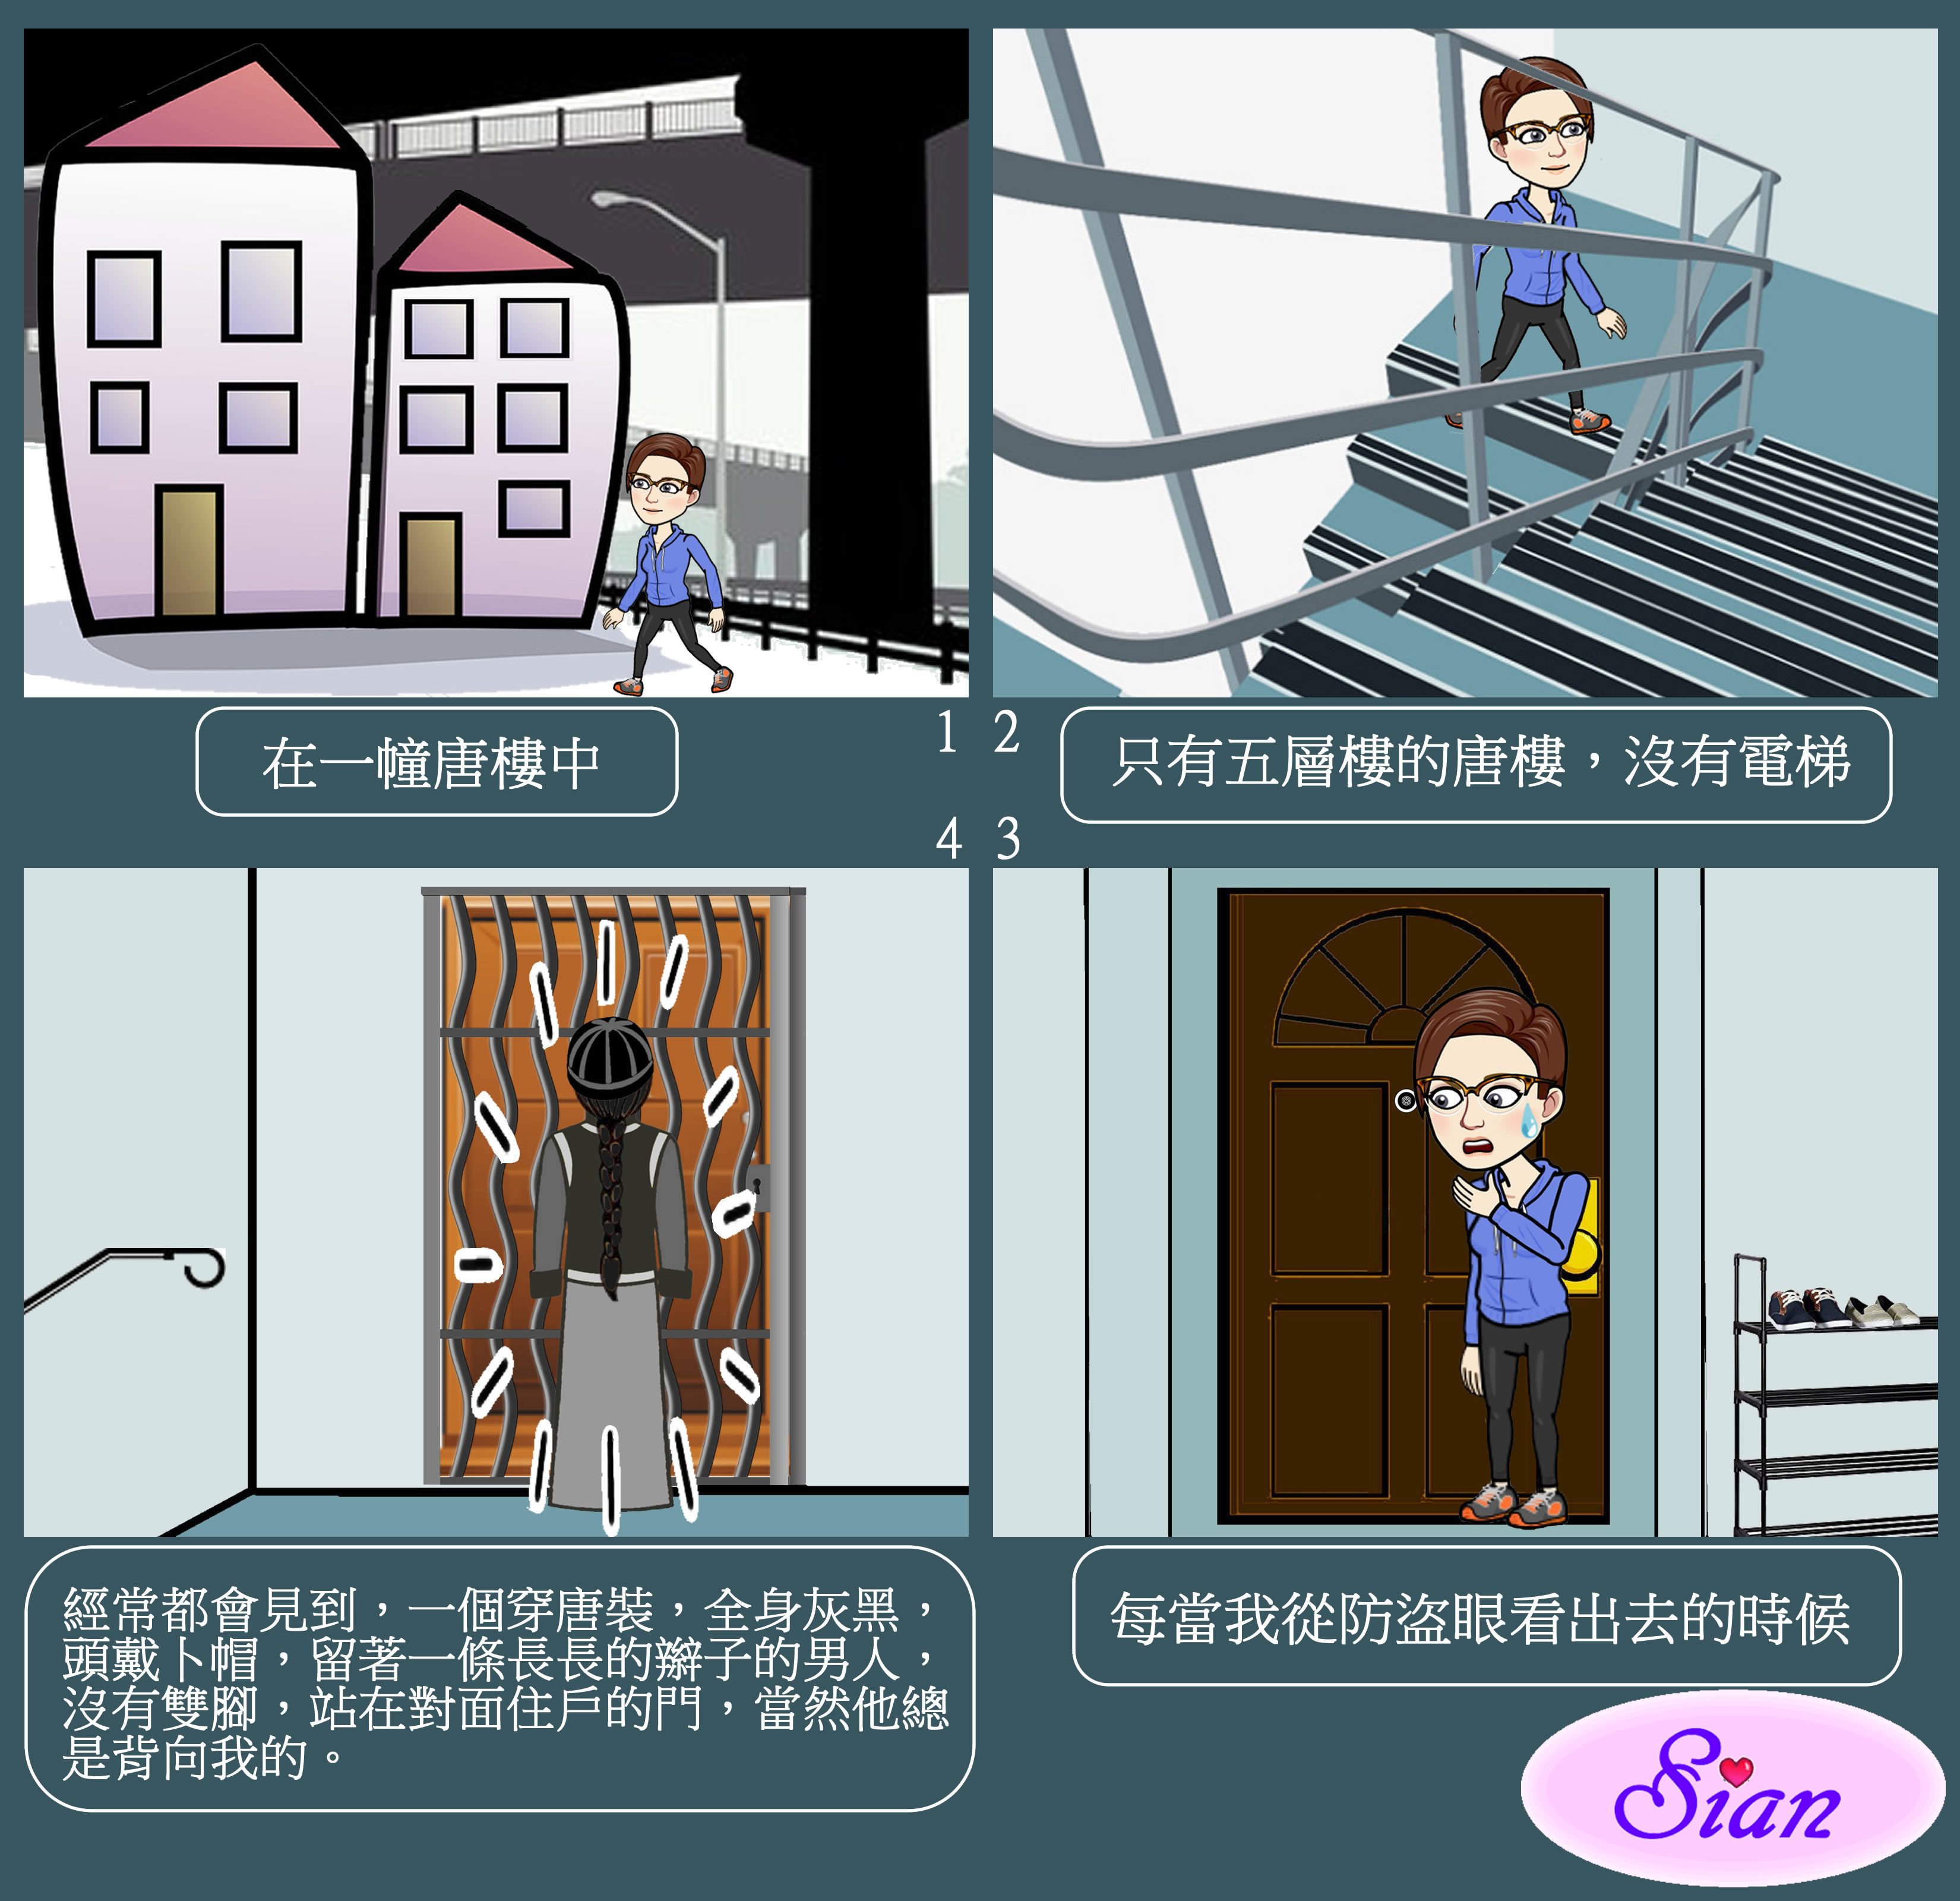 在一幢唐樓中
1
2
只有五層樓的唐樓，沒有電梯
3
每當我從防盜眼看出去的時候
4
經常都會見到，一個穿唐裝，全身灰黑，
頭戴卜帽，留著一條長長的辮子的男人，
沒有雙腳，站在對面住戶的門，當然他總
是背向我的。
Sian